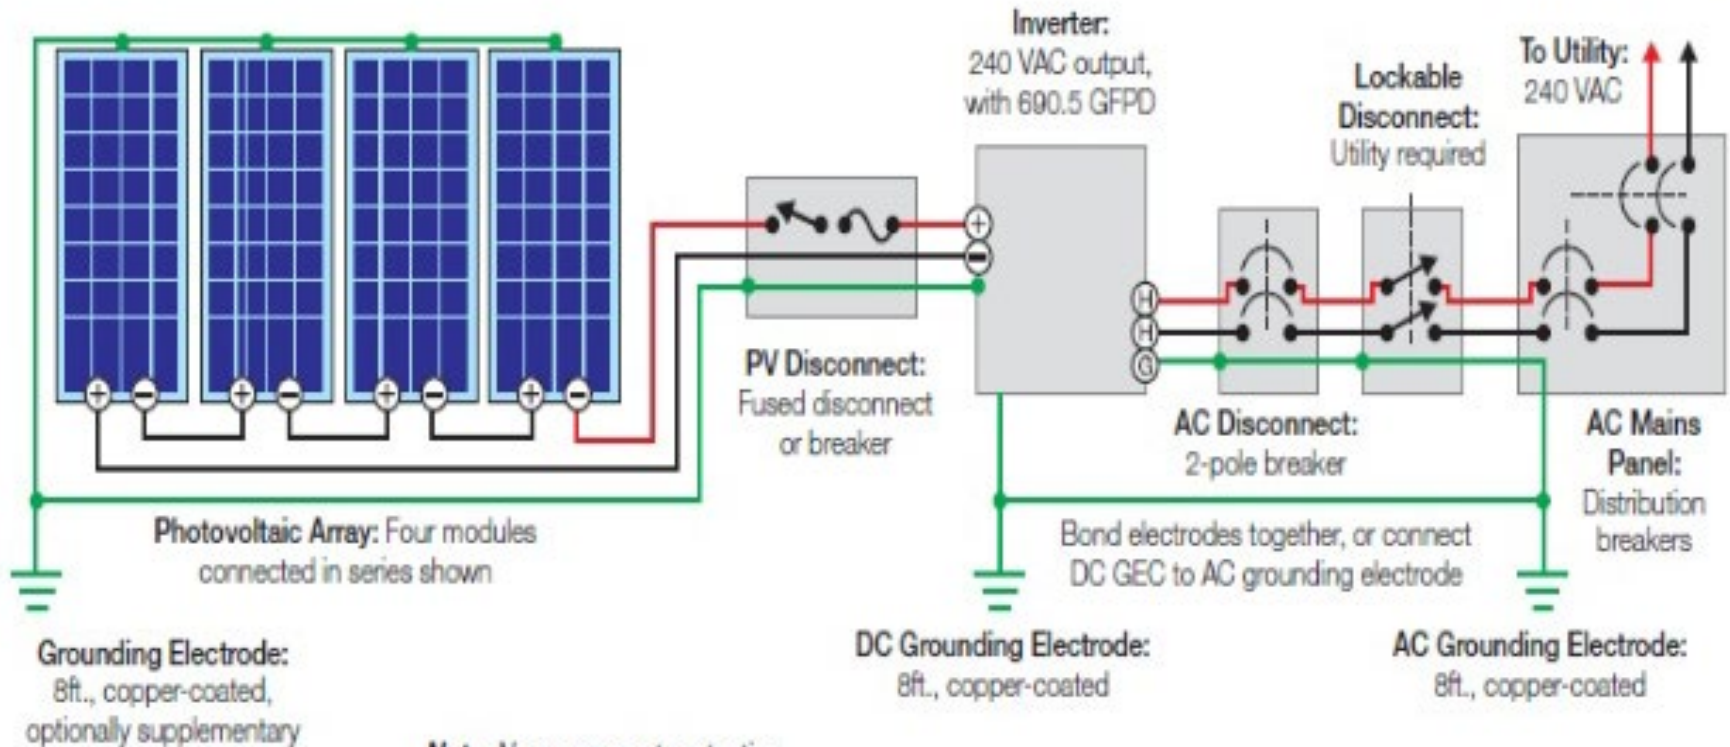 Inverter:
240 VAC output,
with 690.5 GFPD
To Utility:
240 VAC
Lockable
Disconnect:
Utility required
+
−
H
H
G
PV Disconnect:
Fused disconnect
or breaker
AC Disconnect:
2-pole breaker
AC Mains
Panel:
Distribution
breakers
+ − + − + − + −
Photovoltaic Array: Four modules
connected in series shown
Bond electrodes together, or connect
DC GEC to AC grounding electrode
Grounding Electrode:
8ft., copper-coated,
optionally supplementary
DC Grounding Electrode:
8ft., copper-coated
AC Grounding Electrode:
8ft., copper-coated